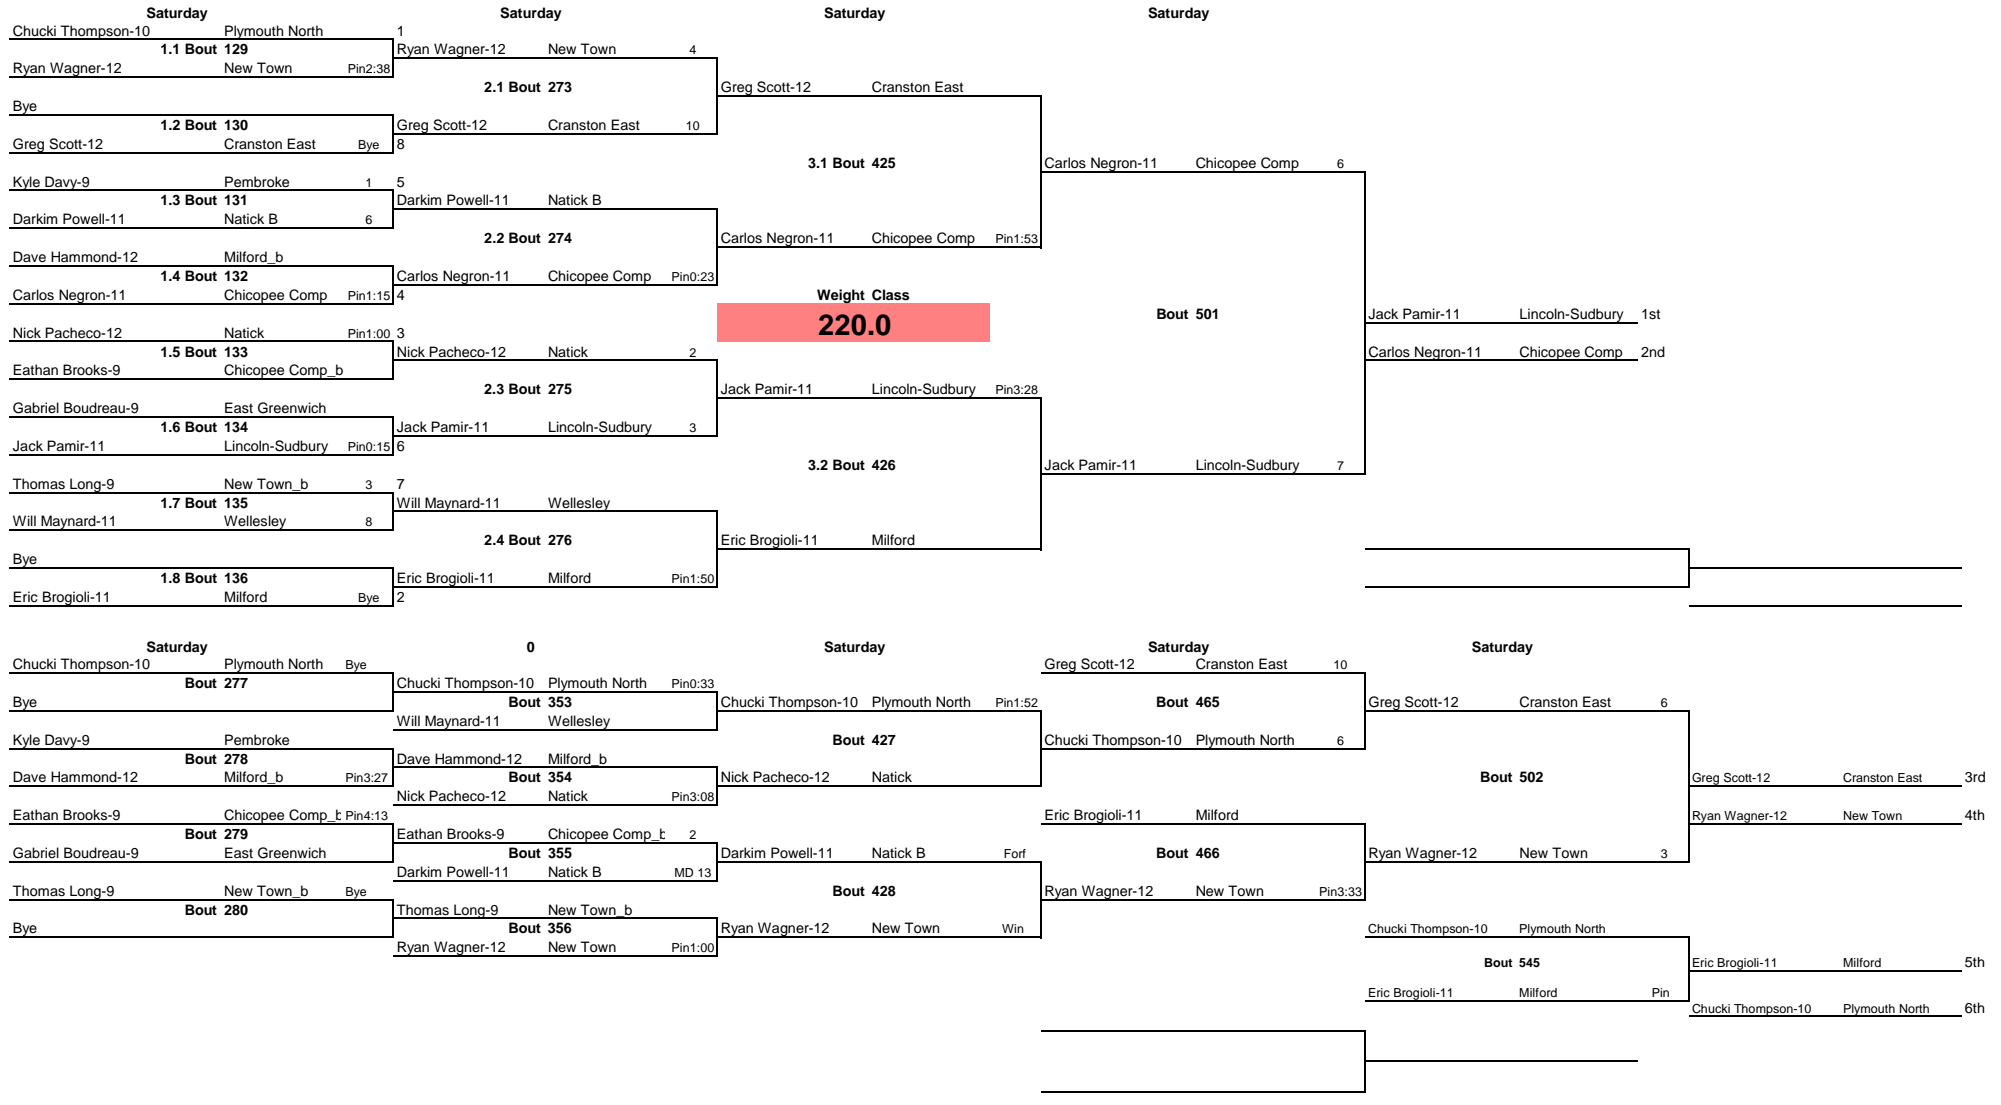 Saturday Saturday Saturday Saturday
Chucki Thompson-10 Plymouth North 1
1.1 Bout 129 Ryan Wagner-12 New Town 4
Ryan Wagner-12 New Town Pin2:38
2.1 Bout 273 Greg Scott-12 Cranston East
Bye
1.2 Bout 130 Greg Scott-12 Cranston East 10
Greg Scott-12 Cranston East Bye 8
3.1 Bout 425 Carlos Negron-11 Chicopee Comp 6
Kyle Davy-9 Pembroke 1 5
1.3 Bout 131 Darkim Powell-11 Natick B
Darkim Powell-11 Natick B 6
2.2 Bout 274 Carlos Negron-11 Chicopee Comp Pin1:53
Dave Hammond-12 Milford_b
1.4 Bout 132 Carlos Negron-11 Chicopee Comp Pin0:23
Carlos Negron-11 Chicopee Comp Pin1:15 4 Weight Class
Bout 501 Jack Pamir-11 Lincoln-Sudbury 1st
220.0
Nick Pacheco-12 Natick Pin1:00 3
1.5 Bout 133 Nick Pacheco-12 Natick 2 Carlos Negron-11 Chicopee Comp 2nd
Eathan Brooks-9 Chicopee Comp_b
2.3 Bout 275 Jack Pamir-11 Lincoln-Sudbury Pin3:28
Gabriel Boudreau-9 East Greenwich
1.6 Bout 134 Jack Pamir-11 Lincoln-Sudbury 3
Jack Pamir-11 Lincoln-Sudbury Pin0:15 6
3.2 Bout 426 Jack Pamir-11 Lincoln-Sudbury 7
Thomas Long-9 New Town_b 3 7
1.7 Bout 135 Will Maynard-11 Wellesley
Will Maynard-11 Wellesley 8
2.4 Bout 276 Eric Brogioli-11 Milford
Bye
1.8 Bout 136 Eric Brogioli-11 Milford Pin1:50
Eric Brogioli-11 Milford Bye 2
Saturday 0 Saturday Saturday Saturday
Chucki Thompson-10 Plymouth North Bye Greg Scott-12 Cranston East 10
Bout 277 Chucki Thompson-10 Plymouth North Pin0:33
Bye Bout 353 Chucki Thompson-10 Plymouth North Pin1:52 Bout 465 Greg Scott-12 Cranston East 6
Will Maynard-11 Wellesley
Kyle Davy-9 Pembroke Bout 427 Chucki Thompson-10 Plymouth North 6
Bout 278 Dave Hammond-12 Milford_b
Dave Hammond-12 Milford_b Pin3:27 Bout 354 Nick Pacheco-12 Natick Bout 502 Greg Scott-12 Cranston East 3rd
Nick Pacheco-12 Natick Pin3:08
Eathan Brooks-9 Chicopee Comp_b Pin4:13 Eric Brogioli-11 Milford Ryan Wagner-12 New Town 4th
Bout 279 Eathan Brooks-9 Chicopee Comp_b 2
Gabriel Boudreau-9 East Greenwich Bout 355 Darkim Powell-11 Natick B Forf Bout 466 Ryan Wagner-12 New Town 3
Darkim Powell-11 Natick B MD 13
Thomas Long-9 New Town_b Bye Bout 428 Ryan Wagner-12 New Town Pin3:33
Bout 280 Thomas Long-9 New Town_b
Bye Bout 356 Ryan Wagner-12 New Town Win Chucki Thompson-10 Plymouth North
Ryan Wagner-12 New Town Pin1:00
Bout 545 Eric Brogioli-11 Milford 5th
Eric Brogioli-11 Milford Pin
Chucki Thompson-10 Plymouth North 6th